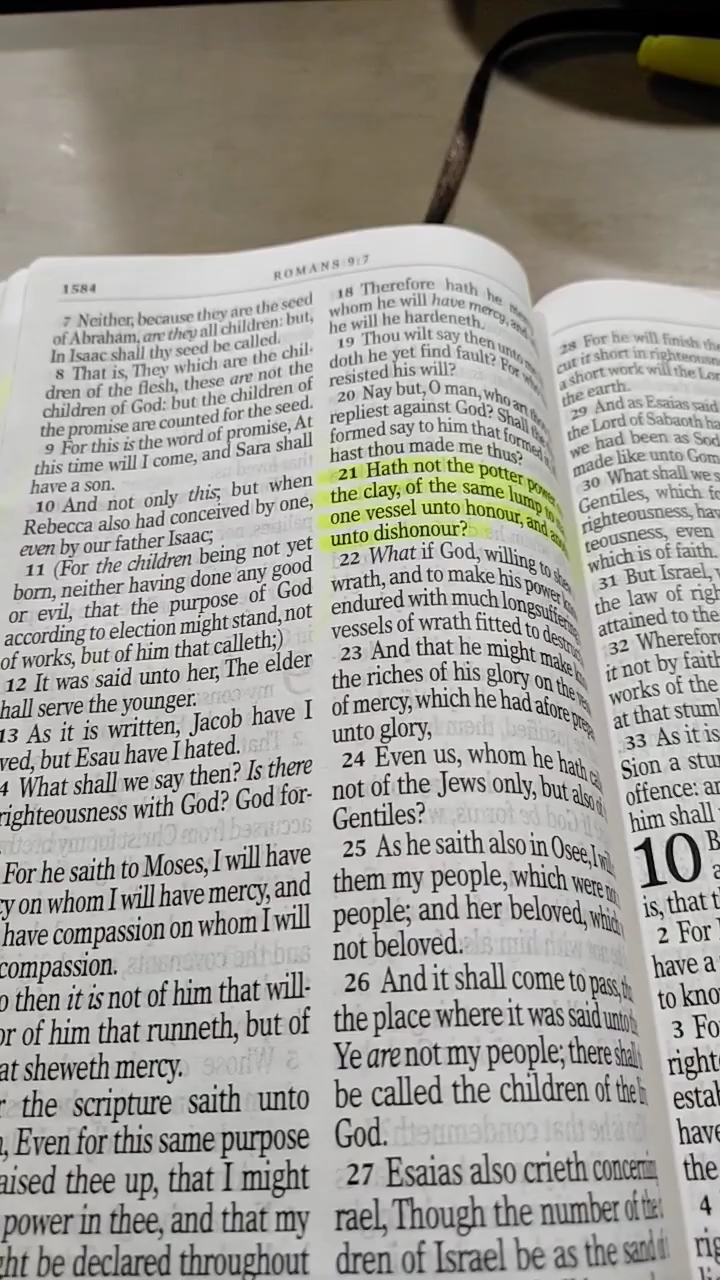 1584
ROMANS 9:7
7 Neither, because they are the seed
of Abraham, are they all children: but,
In Isaac shall thy seed be called.
8 That is, They which are the chil-
dren of the flesh, these are not the
children of God: but the children of
the promise are counted for the seed.
9 For this is the word of promise, At
this time will I come, and Sara shall
have a son.
10 And not only this; but when
Rebecca also had conceived by one,
even by our father Isaac;
11 (For the children being not yet
born, neither having done any good
or evil, that the purpose of God
according to election might stand, not
of works, but of him that calleth;)
12 It was said unto her, The elder
hall serve the younger.
13 As it is written, Jacob have I
ved, but Esau have I hated.
4 What shall we say then? Is there
righteousness with God? God for-
For he saith to Moses, I will have
cy on whom I will have mercy, and
have compassion on whom I will
compassion.
o then it is not of him that will-
or of him that runneth, but of
at sheweth mercy.
r the scripture saith unto
, Even for this same purpose
aised thee up, that I might
power in thee, and that my
ght be declared throughout
18 Therefore hath he
whom he will have mercy, and
he will he hardeneth.
19 Thou wilt say then unto
doth he yet find fault? For
resisted his will?
20 Nay but, O man, who art
repliest against God? Shall the
formed say to him that formed
hast thou made me thus?
21 Hath not the potter power
the clay, of the same lump to
one vessel unto honour, and
unto dishonour?
22 What if God, willing to
wrath, and to make his power
endured with much longsuffering
vessels of wrath fitted to
23 And that he might make
the riches of his glory on the
of mercy, which he had afore
unto glory,
24 Even us, whom he hath
not of the Jews only, but also
Gentiles?
25 As he saith also in Osee, I
them my people, which were
people; and her beloved, which
not beloved.
26 And it shall come to pass,
the place where it was said unto
Ye are not my people; there shall
be called the children of the
God.
27 Esaias also crieth
rael, Though the number of the
dren of Israel be as the sand
28 For he will finish the
cut it short in
a short work will the
the earth.
29 And as Esaias said
the Lord of Sabaoth
we had been as
made like unto
30 What shall we
Gentiles, which
righteousness,
teousness, even
which is of faith.
31 But Israel,
the law of
attained to the
32 Wherefore
it not by faith
works of the
at that
33 As it is
Sion a
offence:
him shall
10
is, that
2 For
have a
to
3
4